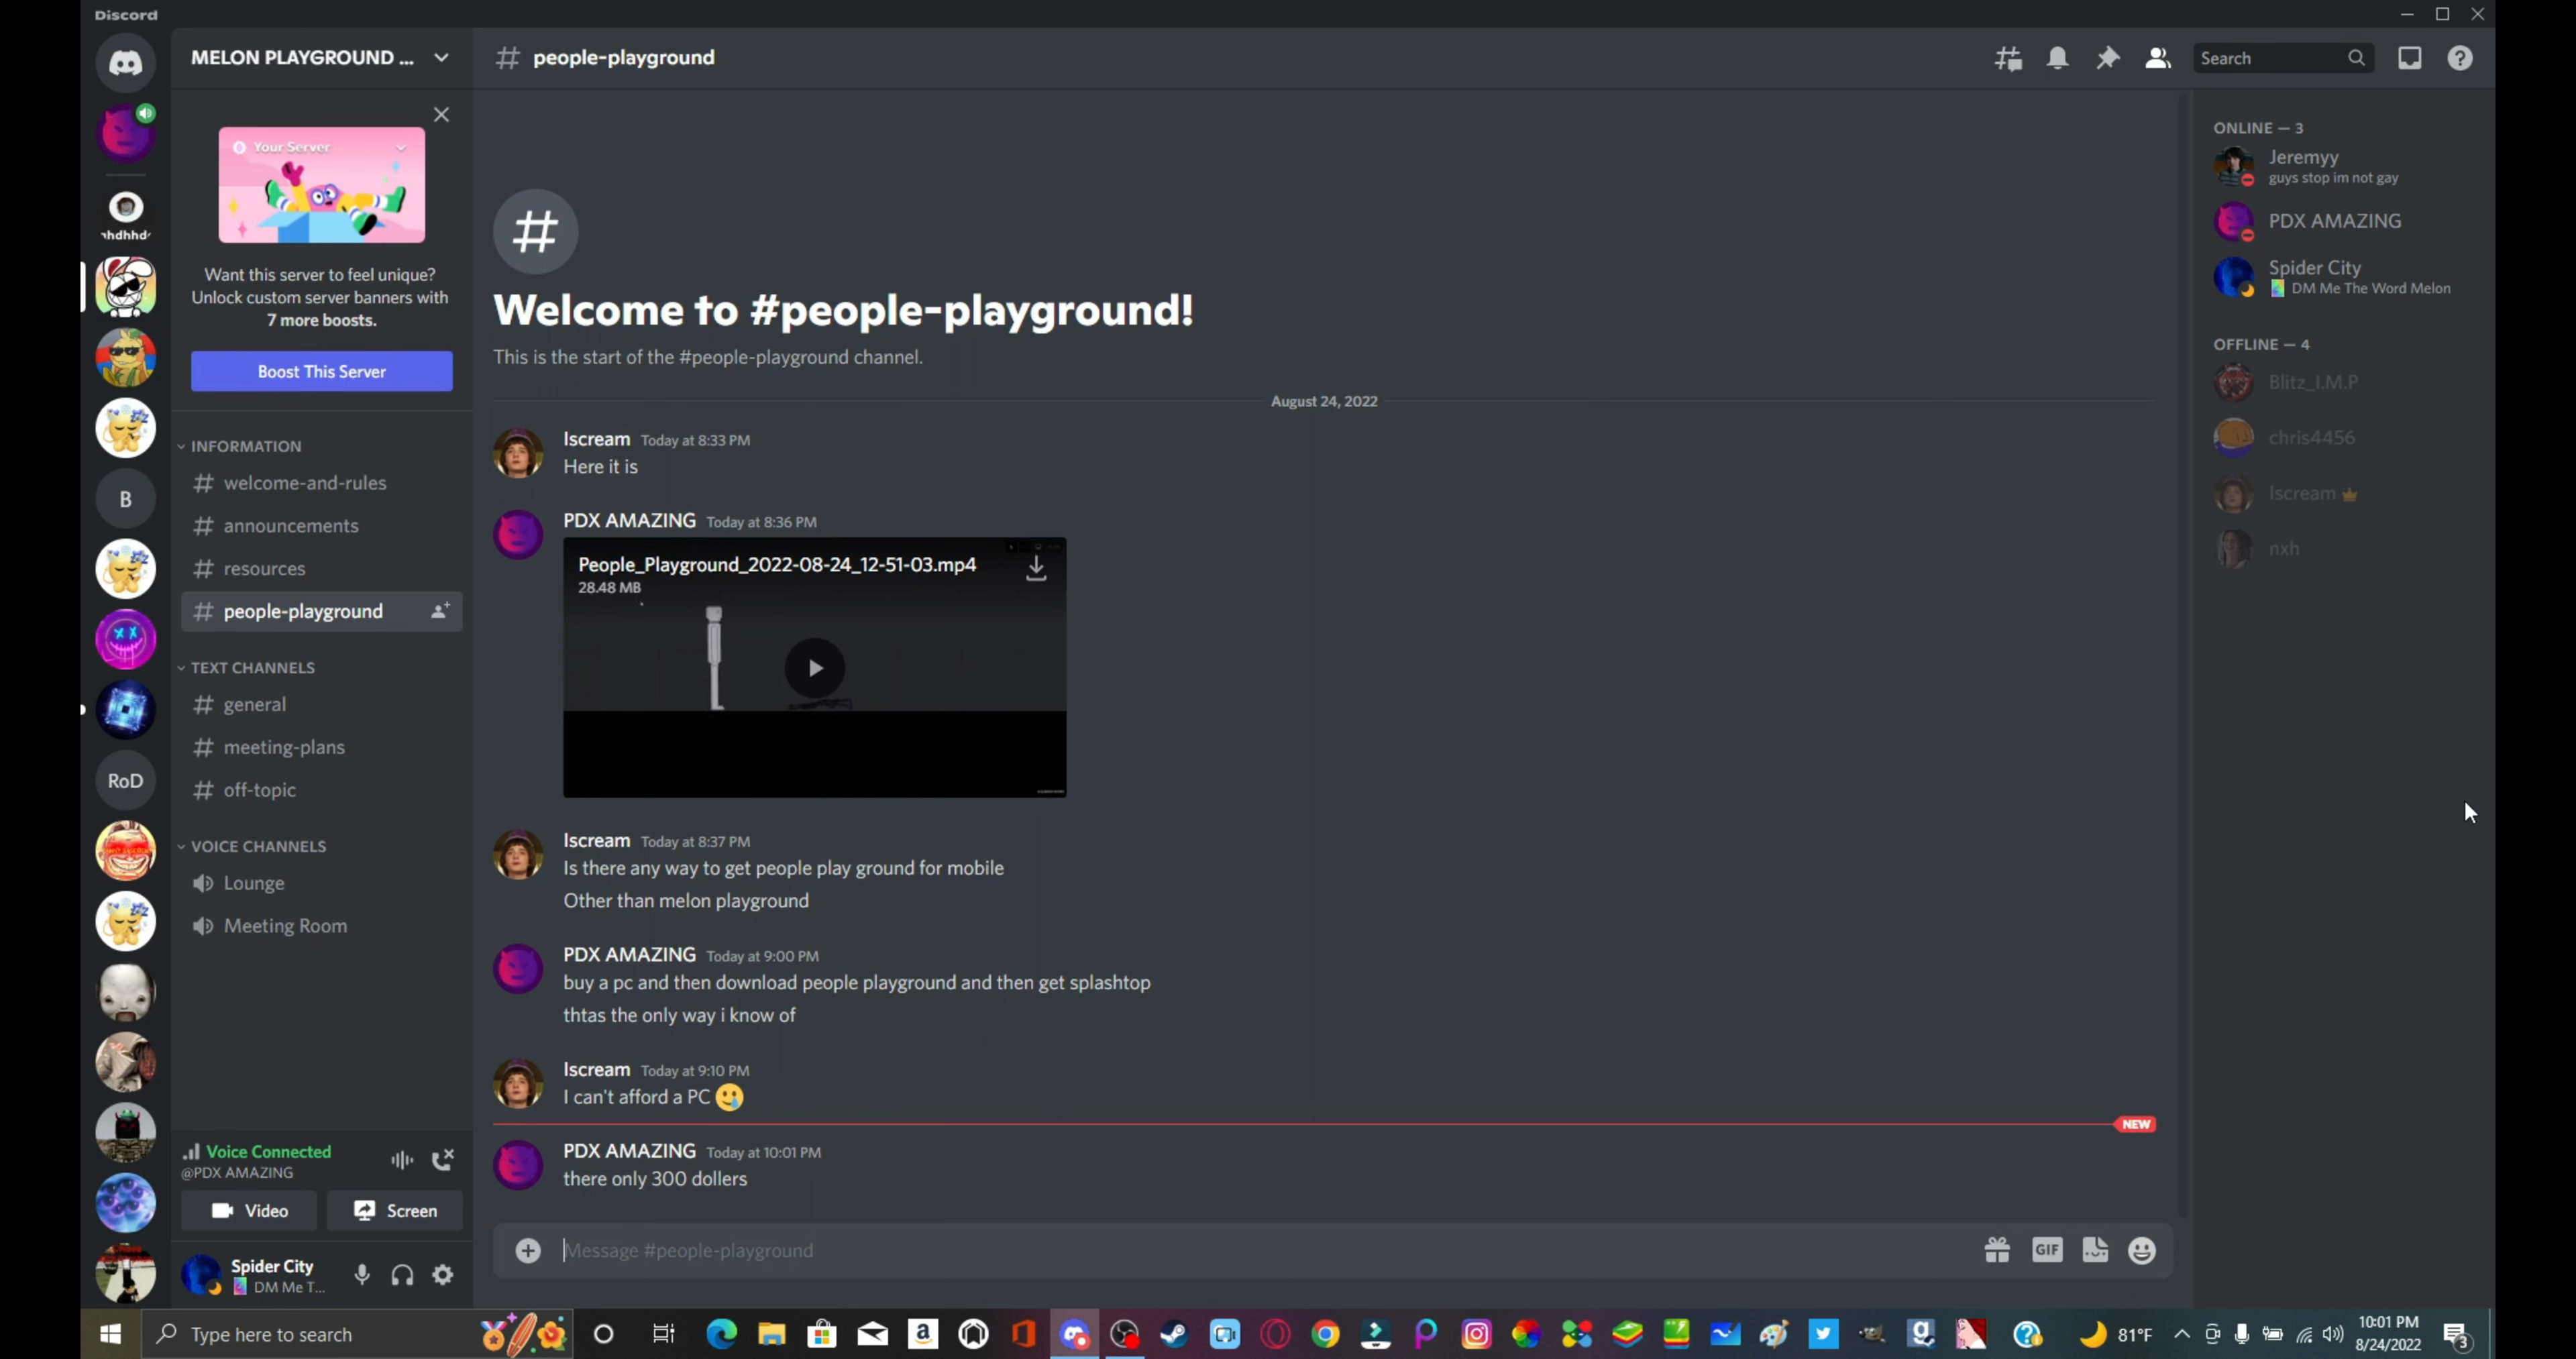 Discord
MELON PLAYGROUND ...
people-playground
Search
Your Server
Want this server to feel unique?
Unlock custom server banners with
7 more boosts.
Boost This Server
INFORMATION
welcome-and-rules
announcements
resources
people-playground
TEXT CHANNELS
general
meeting-plans
off-topic
VOICE CHANNELS
Lounge
Meeting Room
Voice Connected
@PDX AMAZING
Video
Screen
Spider City
DM Me T...
B
RoD
#
Welcome to #people-playground!
This is the start of the #people-playground channel.
August 24, 2022
Iscream Today at 8:33 PM
Here it is
PDX AMAZING Today at 8:36 PM
People_Playground_2022-08-24_12-51-03.mp4
28.48 MB
Iscream Today at 8:37 PM
Is there any way to get people play ground for mobile
Other than melon playground
PDX AMAZING Today at 9:00 PM
buy a pc and then download people playground and then get splashtop
thtas the only way i know of
Iscream Today at 9:10 PM
I can't afford a PC 🥲
NEW
PDX AMAZING Today at 10:01 PM
there only 300 dollers
Message #people-playground
GIF
ONLINE — 3
Jeremyy
guys stop im not gay
PDX AMAZING
Spider City
DM Me The Word Melon
OFFLINE — 4
Blitz_I.M.P
chris4456
Iscream
nxh
Type here to search
81°F
10:01 PM
8/24/2022
3